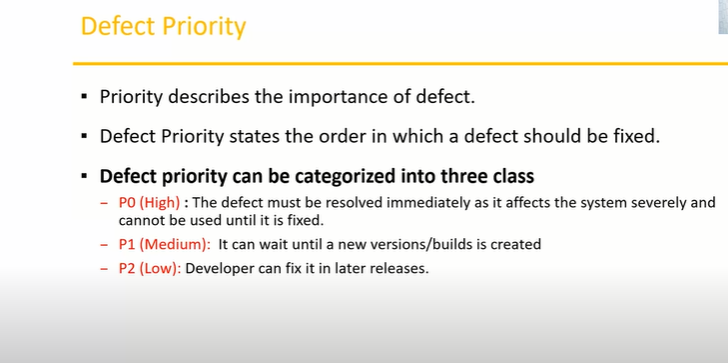 Defect Priority
▪ Priority describes the importance of defect.
▪ Defect Priority states the order in which a defect should be fixed.
▪ Defect priority can be categorized into three class
– P0 (High) : The defect must be resolved immediately as it affects the system severely and
cannot be used until it is fixed.
– P1 (Medium): It can wait until a new versions/builds is created
– P2 (Low): Developer can fix it in later releases.